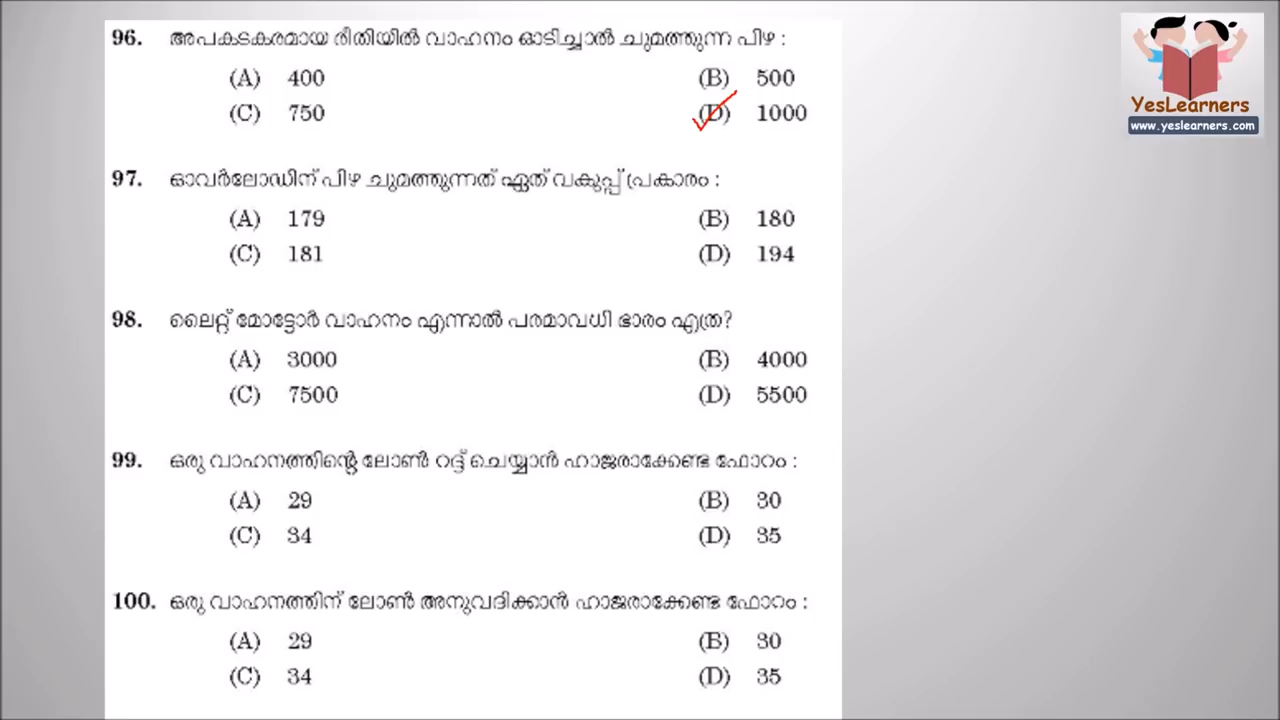 96. അപകടകരമായ രീതിയിൽ വാഹനം ഓടിച്ചാൽ ചുമത്തുന്ന പിഴ :
(A) 400 (B) 500
(C) 750 (D) 1000
97. ഓവർലോഡിന് പിഴ ചുമത്തുന്നത് ഏത് വകുപ്പ് പ്രകാരം :
(A) 179 (B) 180
(C) 181 (D) 194
98. ലൈറ്റ് മോട്ടോർ വാഹനം എന്നാൽ പരമാവധി ഭാരം എത്ര?
(A) 3000 (B) 4000
(C) 7500 (D) 5500
99. ഒരു വാഹനത്തിന്റെ ലോൺ റദ്ദ് ചെയ്യാൻ ഹാജരാക്കേണ്ട ഫോറം :
(A) 29 (B) 30
(C) 34 (D) 35
100. ഒരു വാഹനത്തിന് ലോൺ അനുവദിക്കാൻ ഹാജരാക്കേണ്ട ഫോറം :
(A) 29 (B) 30
(C) 34 (D) 35
YesLearners
www.yeslearners.com